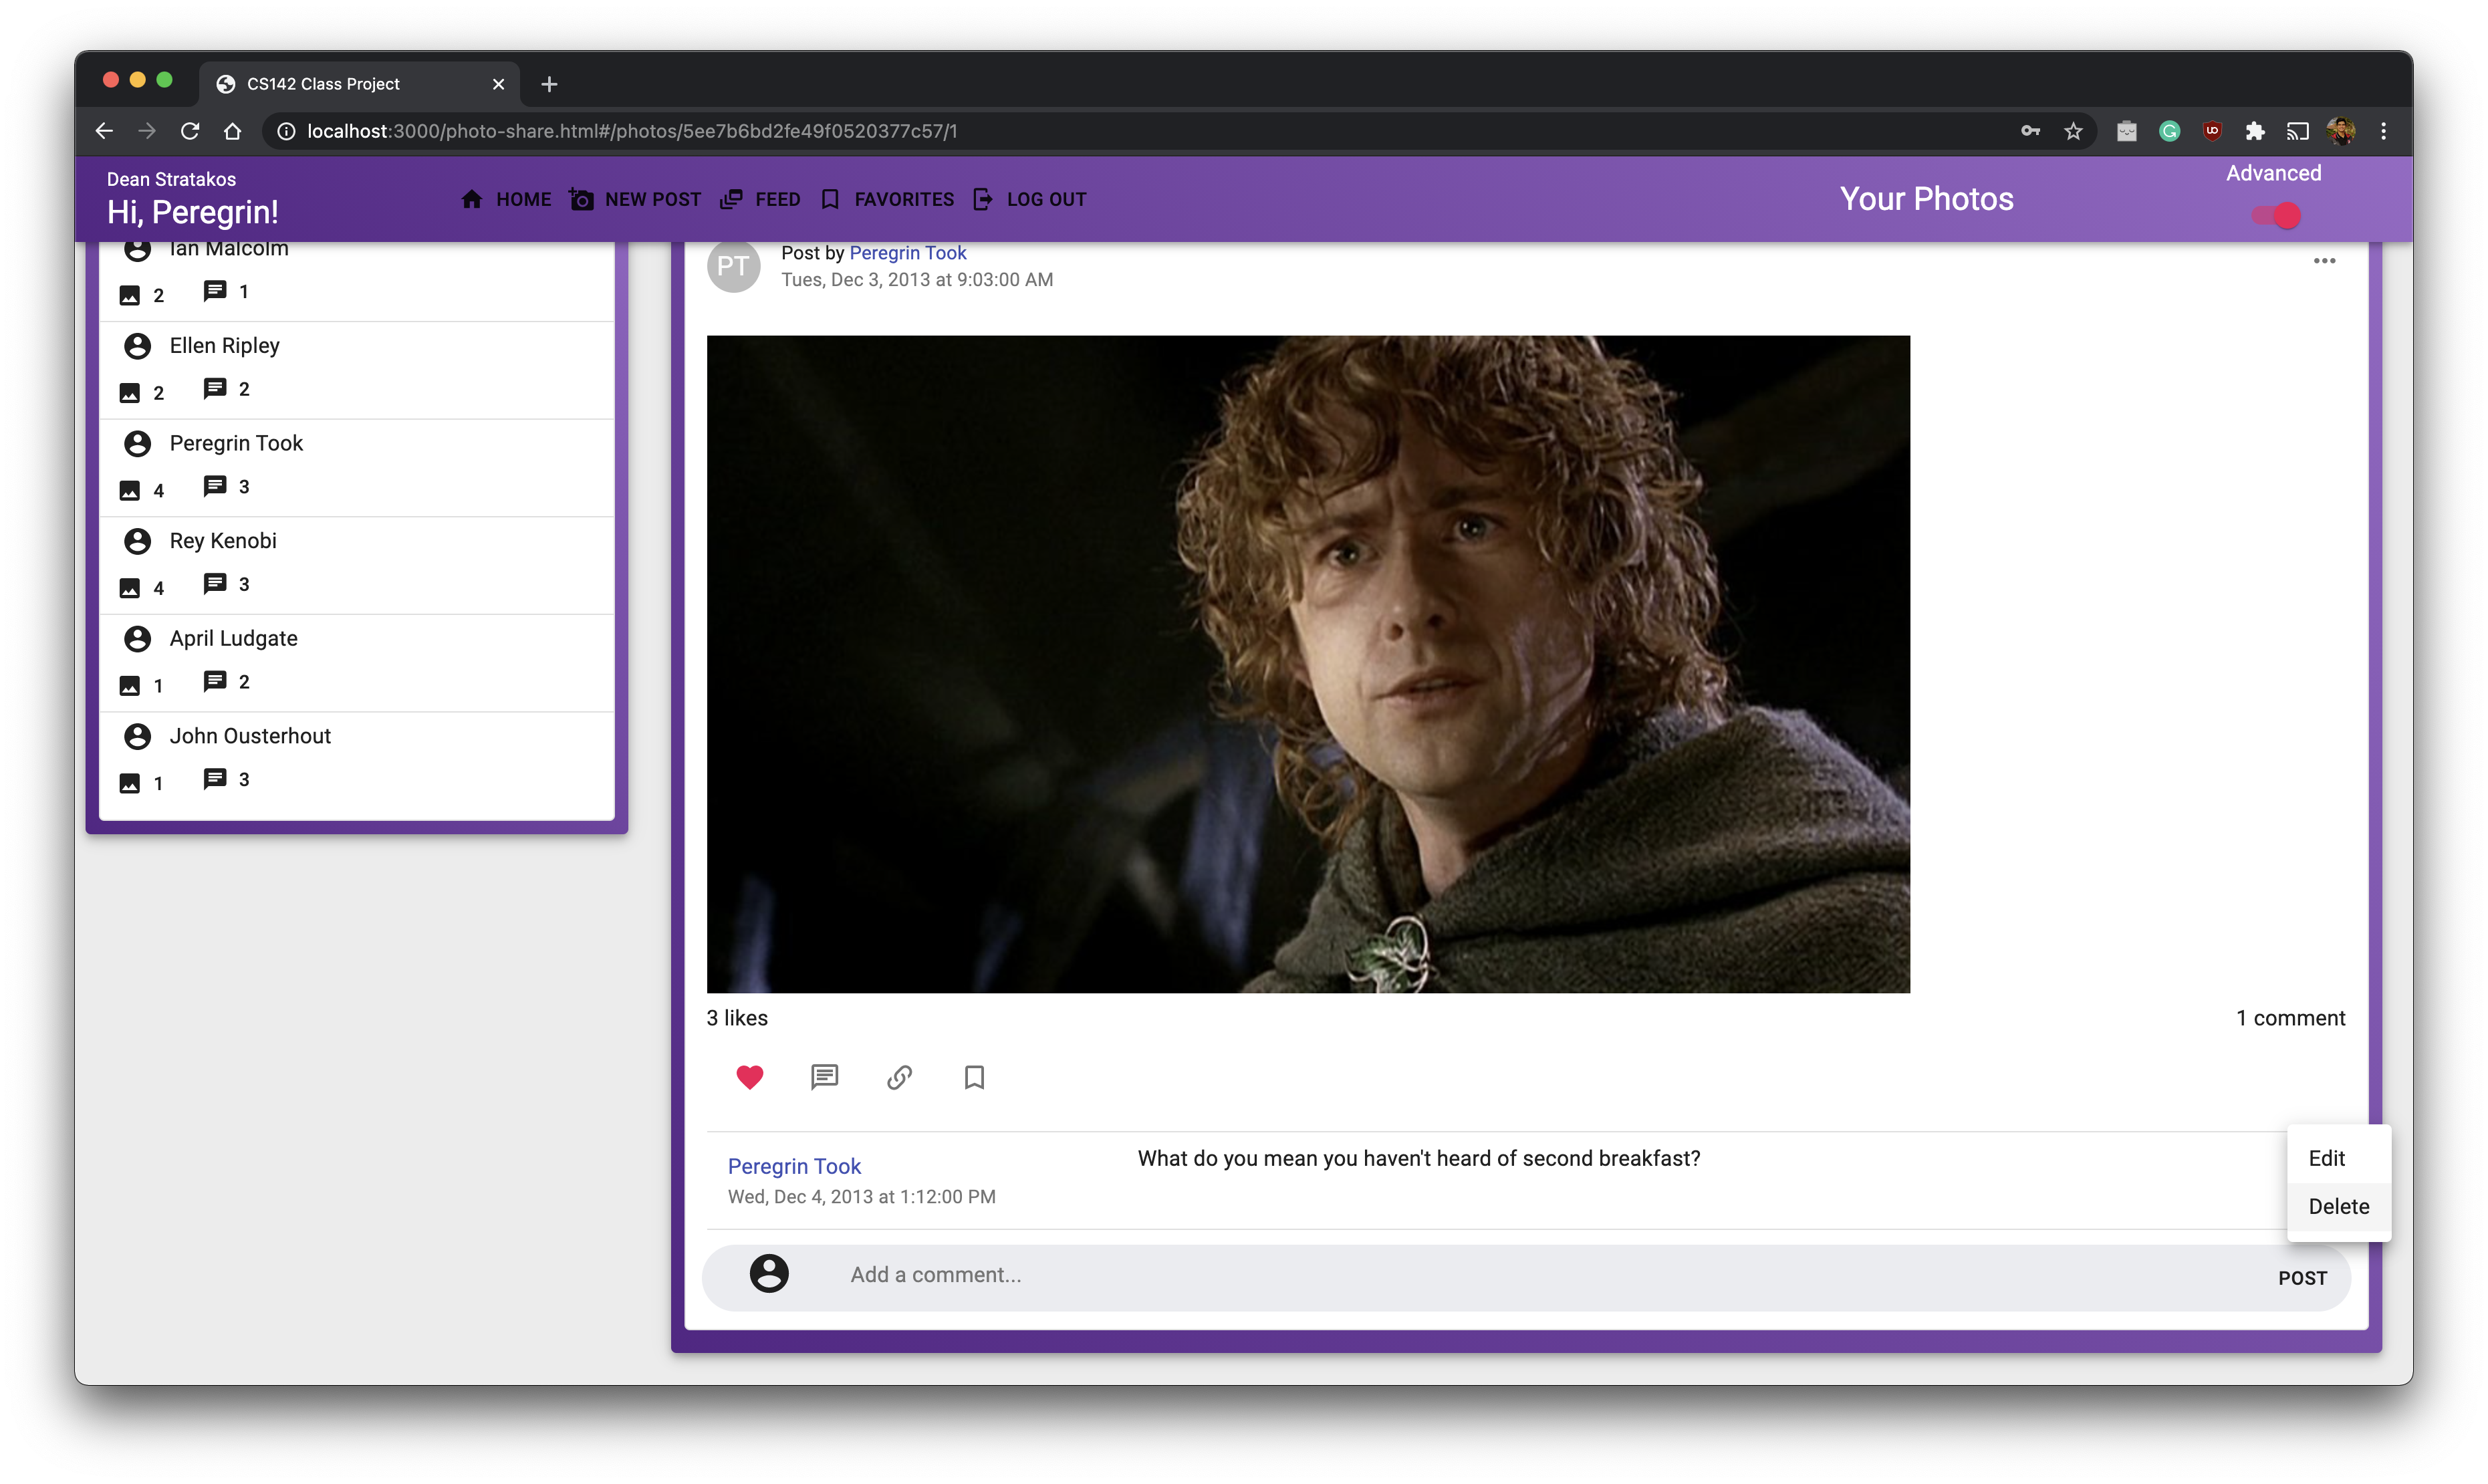 CS142 Class Project
localhost:3000/photo-share.html#/photos/5ee7b6bd2fe49f0520377c57/1
Dean Stratakos
Hi, Peregrin!
HOME
NEW POST
FEED
FAVORITES
LOG OUT
Your Photos
Advanced
Ian Malcolm
2 1
Ellen Ripley
2 2
Peregrin Took
4 3
Rey Kenobi
4 3
April Ludgate
1 2
John Ousterhout
1 3
PT
Post by Peregrin Took
Tues, Dec 3, 2013 at 9:03:00 AM
3 likes
1 comment
Peregrin Took
Wed, Dec 4, 2013 at 1:12:00 PM
What do you mean you haven't heard of second breakfast?
Edit
Delete
Add a comment...
POST